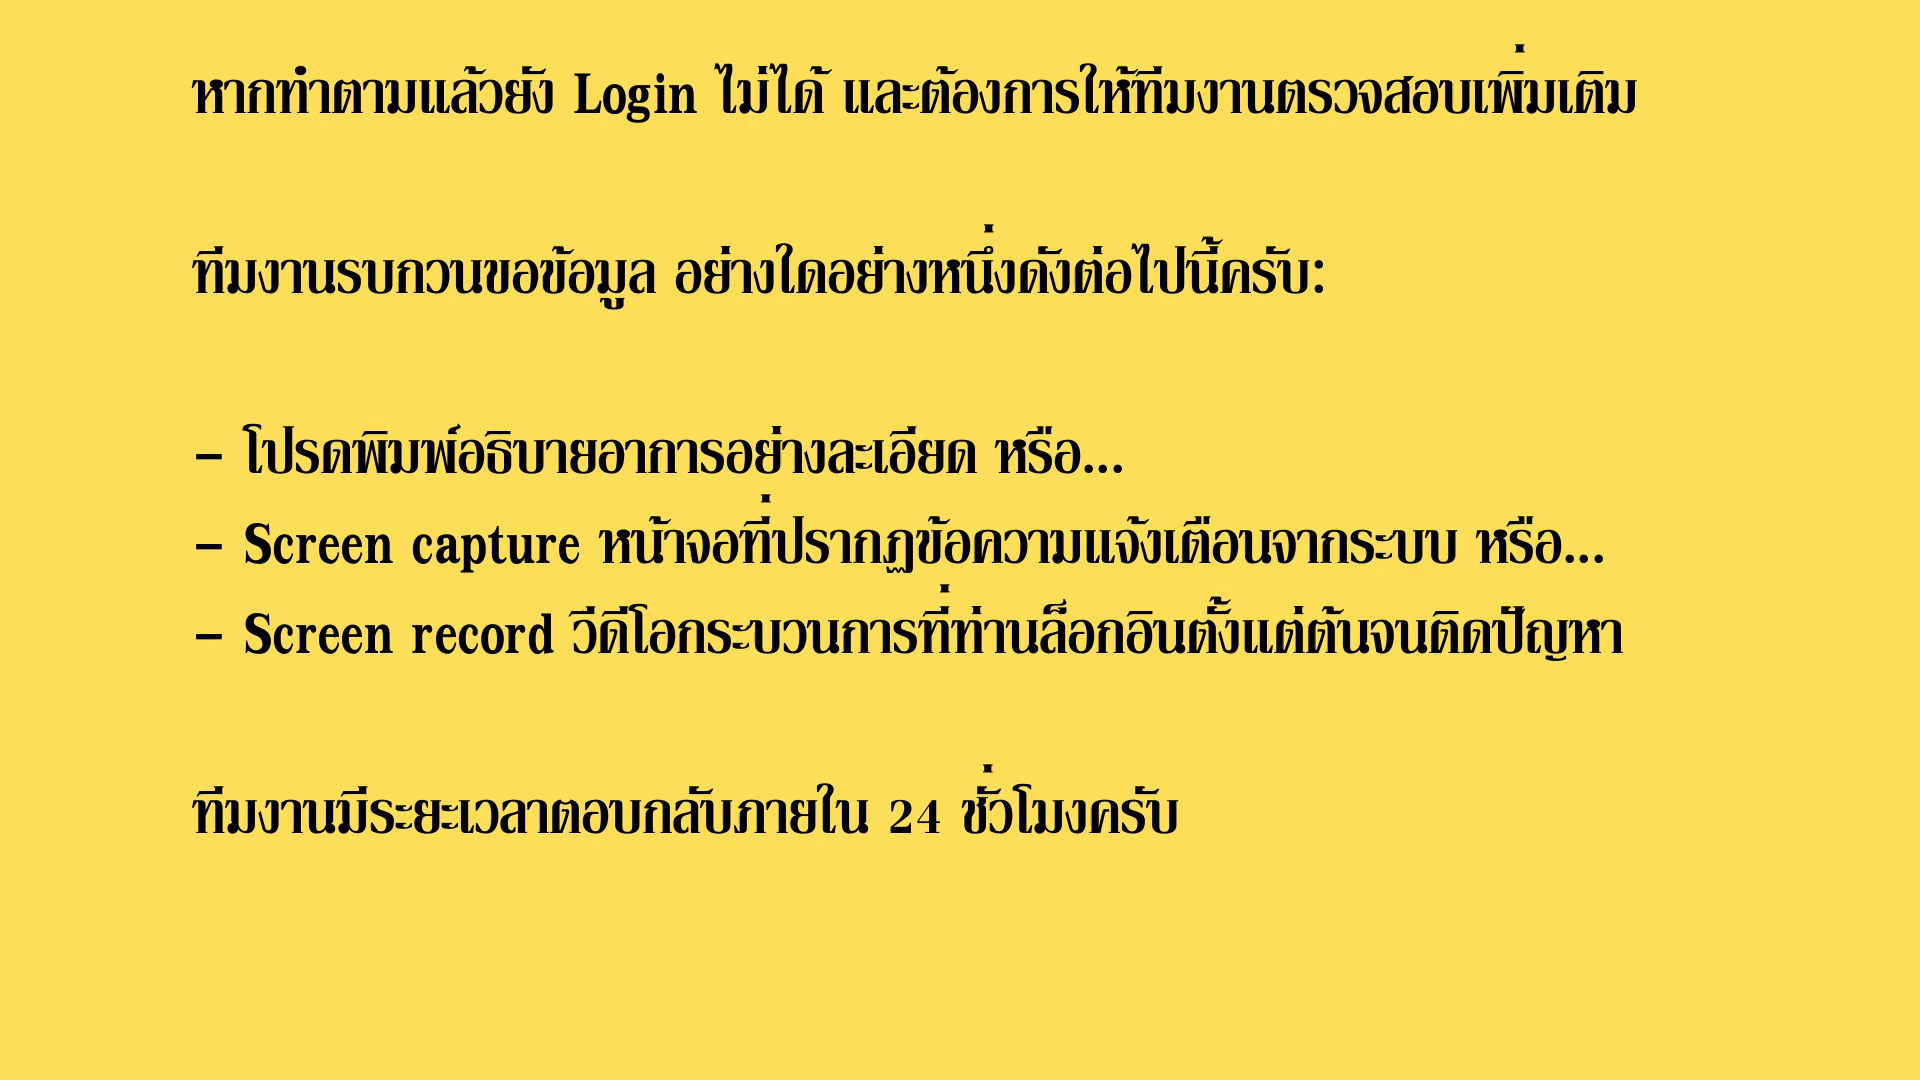 หากทำตามแล้วยัง Login ไม่ได้ และต้องการให้ทีมงานตรวจสอบเพิ่มเติม
ทีมงานรบกวนขอข้อมูล อย่างใดอย่างหนึ่งดังต่อไปนี้ครับ:
- โปรดพิมพ์อธิบายอาการอย่างละเอียด หรือ...
- Screen capture หน้าจอที่ปรากฏข้อความแจ้งเตือนจากระบบ หรือ...
- Screen record วีดีโอกระบวนการที่ท่านล็อกอินตั้งแต่ต้นจนติดปัญหา
ทีมงานมีระยะเวลาตอบกลับภายใน 24 ชั่วโมงครับ